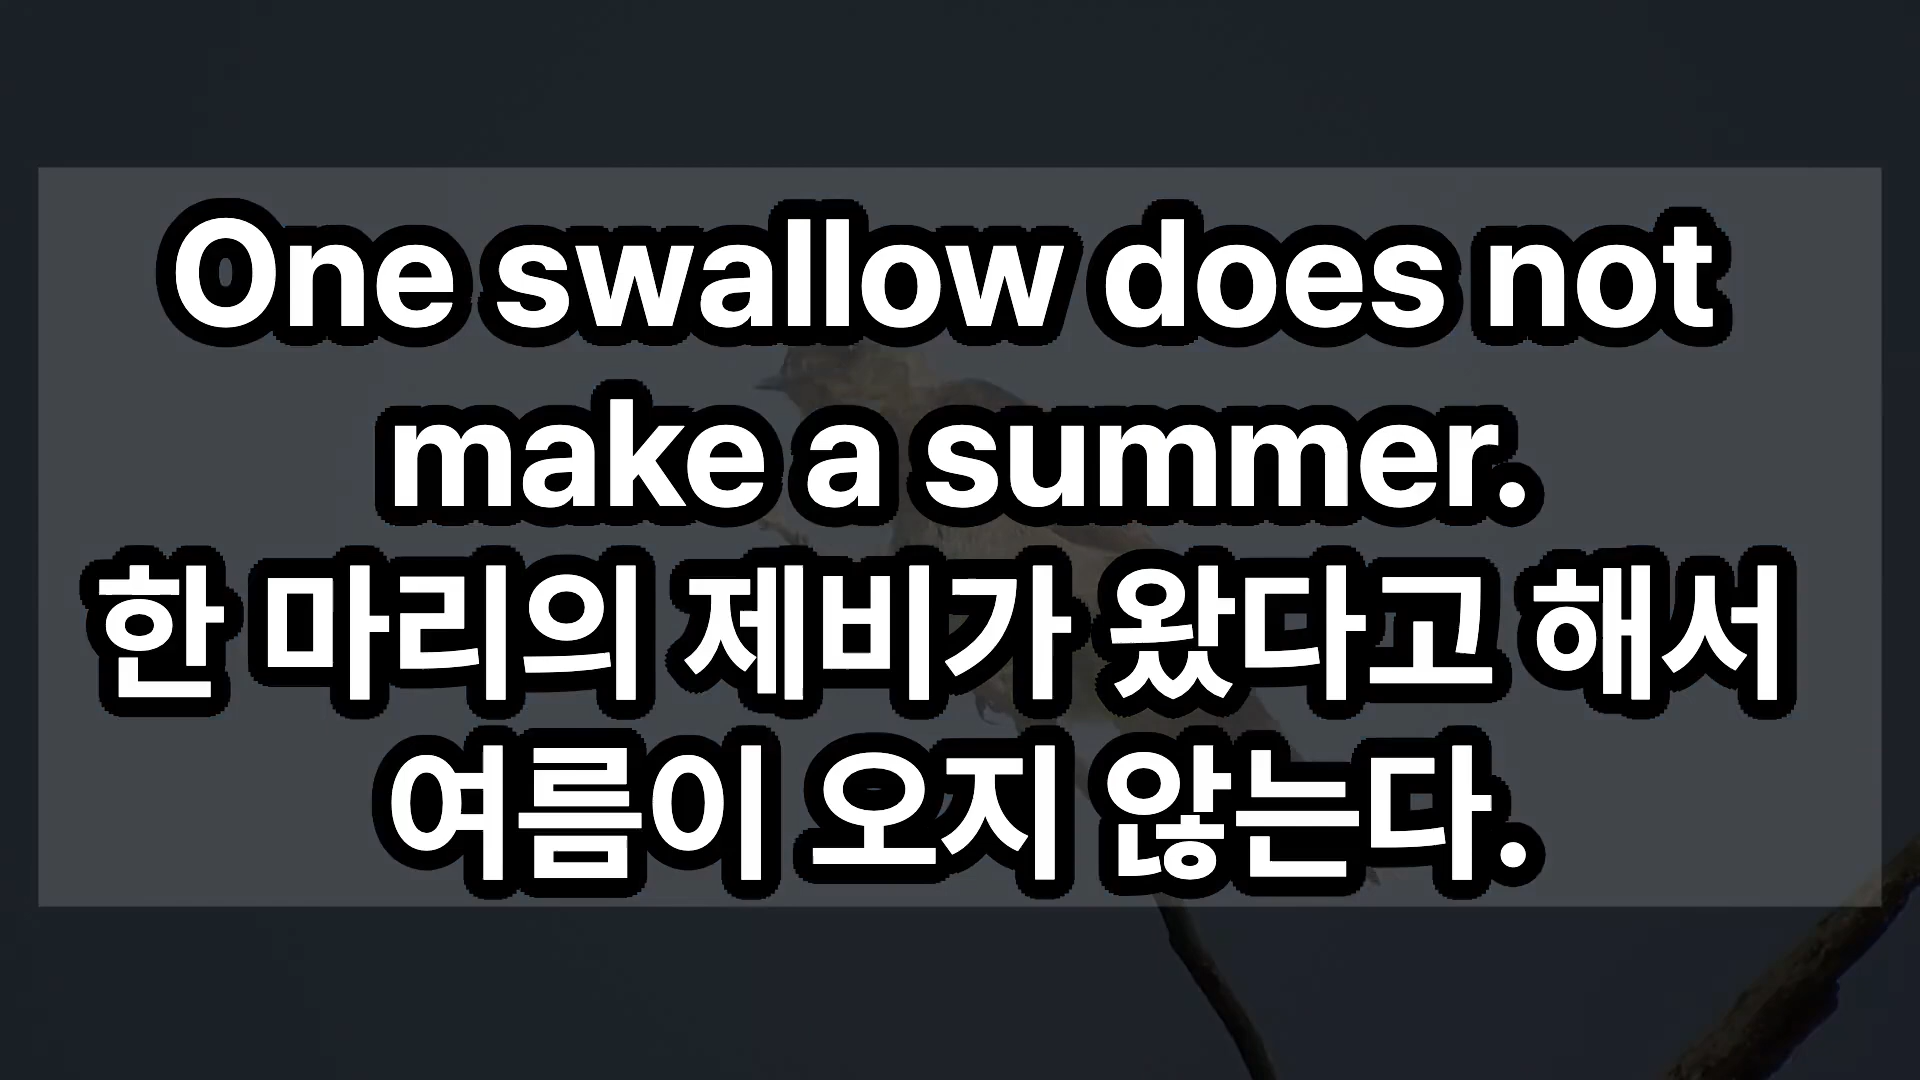 One swallow does not
make a summer.
한 마리의 제비가 왔다고 해서
여름이 오지 않는다.